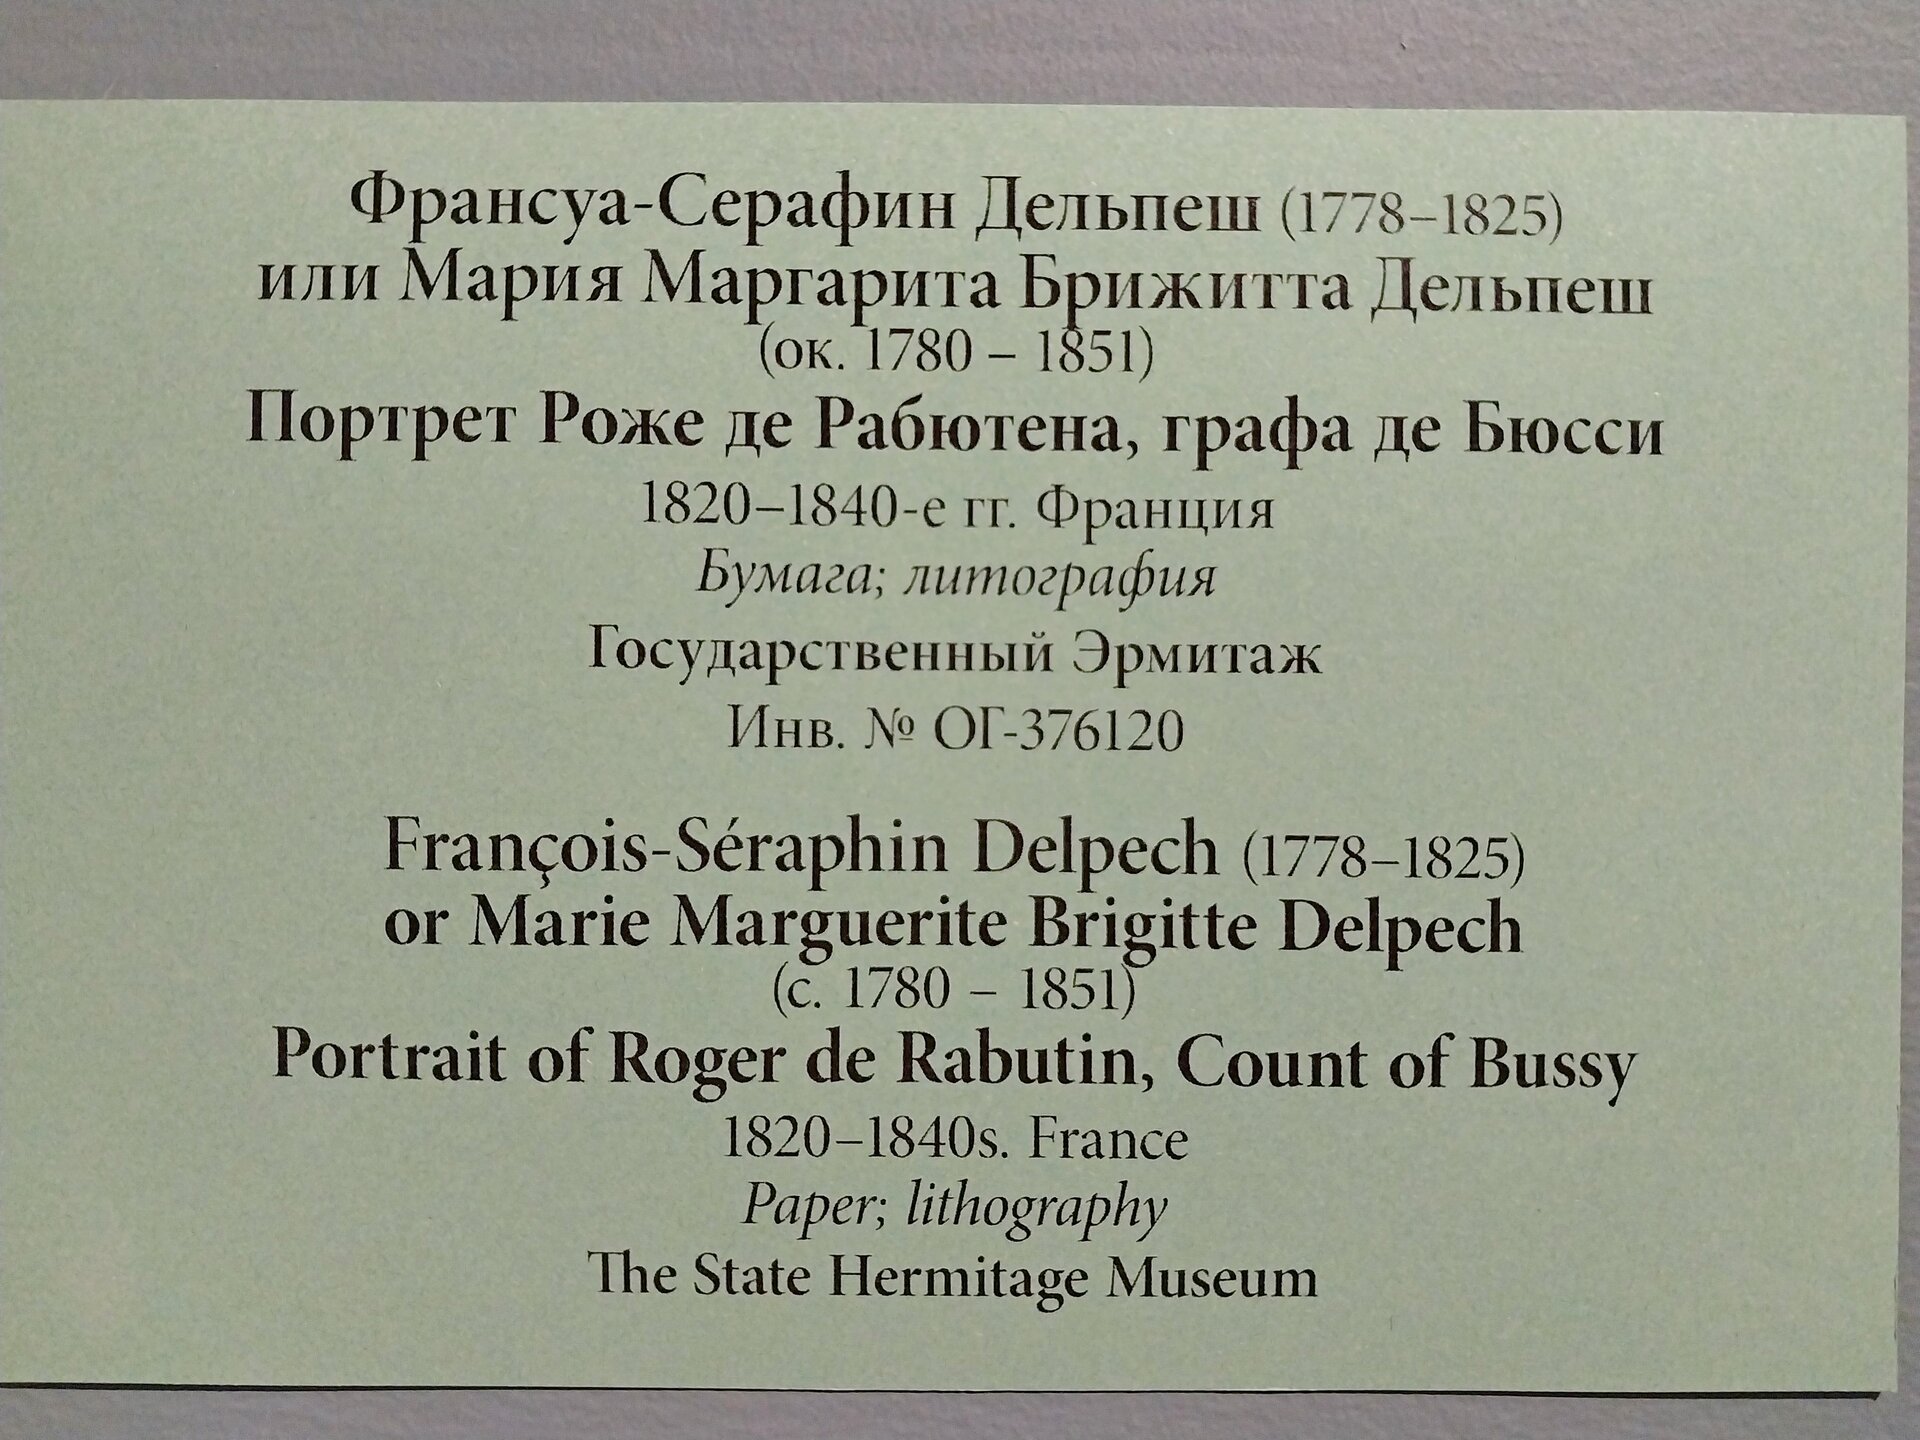 Франсуа-Серафин Дельпеш (1778–1825)
или Мария Маргарита Брижитта Дельпеш
(ок. 1780 – 1851)
Портрет Роже де Рабютена, графа де Бюсси
1820–1840-е гг. Франция
Бумага; литография
Государственный Эрмитаж
Инв. № ОГ-376120
François-Séraphin Delpech (1778–1825)
or Marie Marguerite Brigitte Delpech
(c. 1780 – 1851)
Portrait of Roger de Rabutin, Count of Bussy
1820–1840s. France
Paper; lithography
The State Hermitage Museum